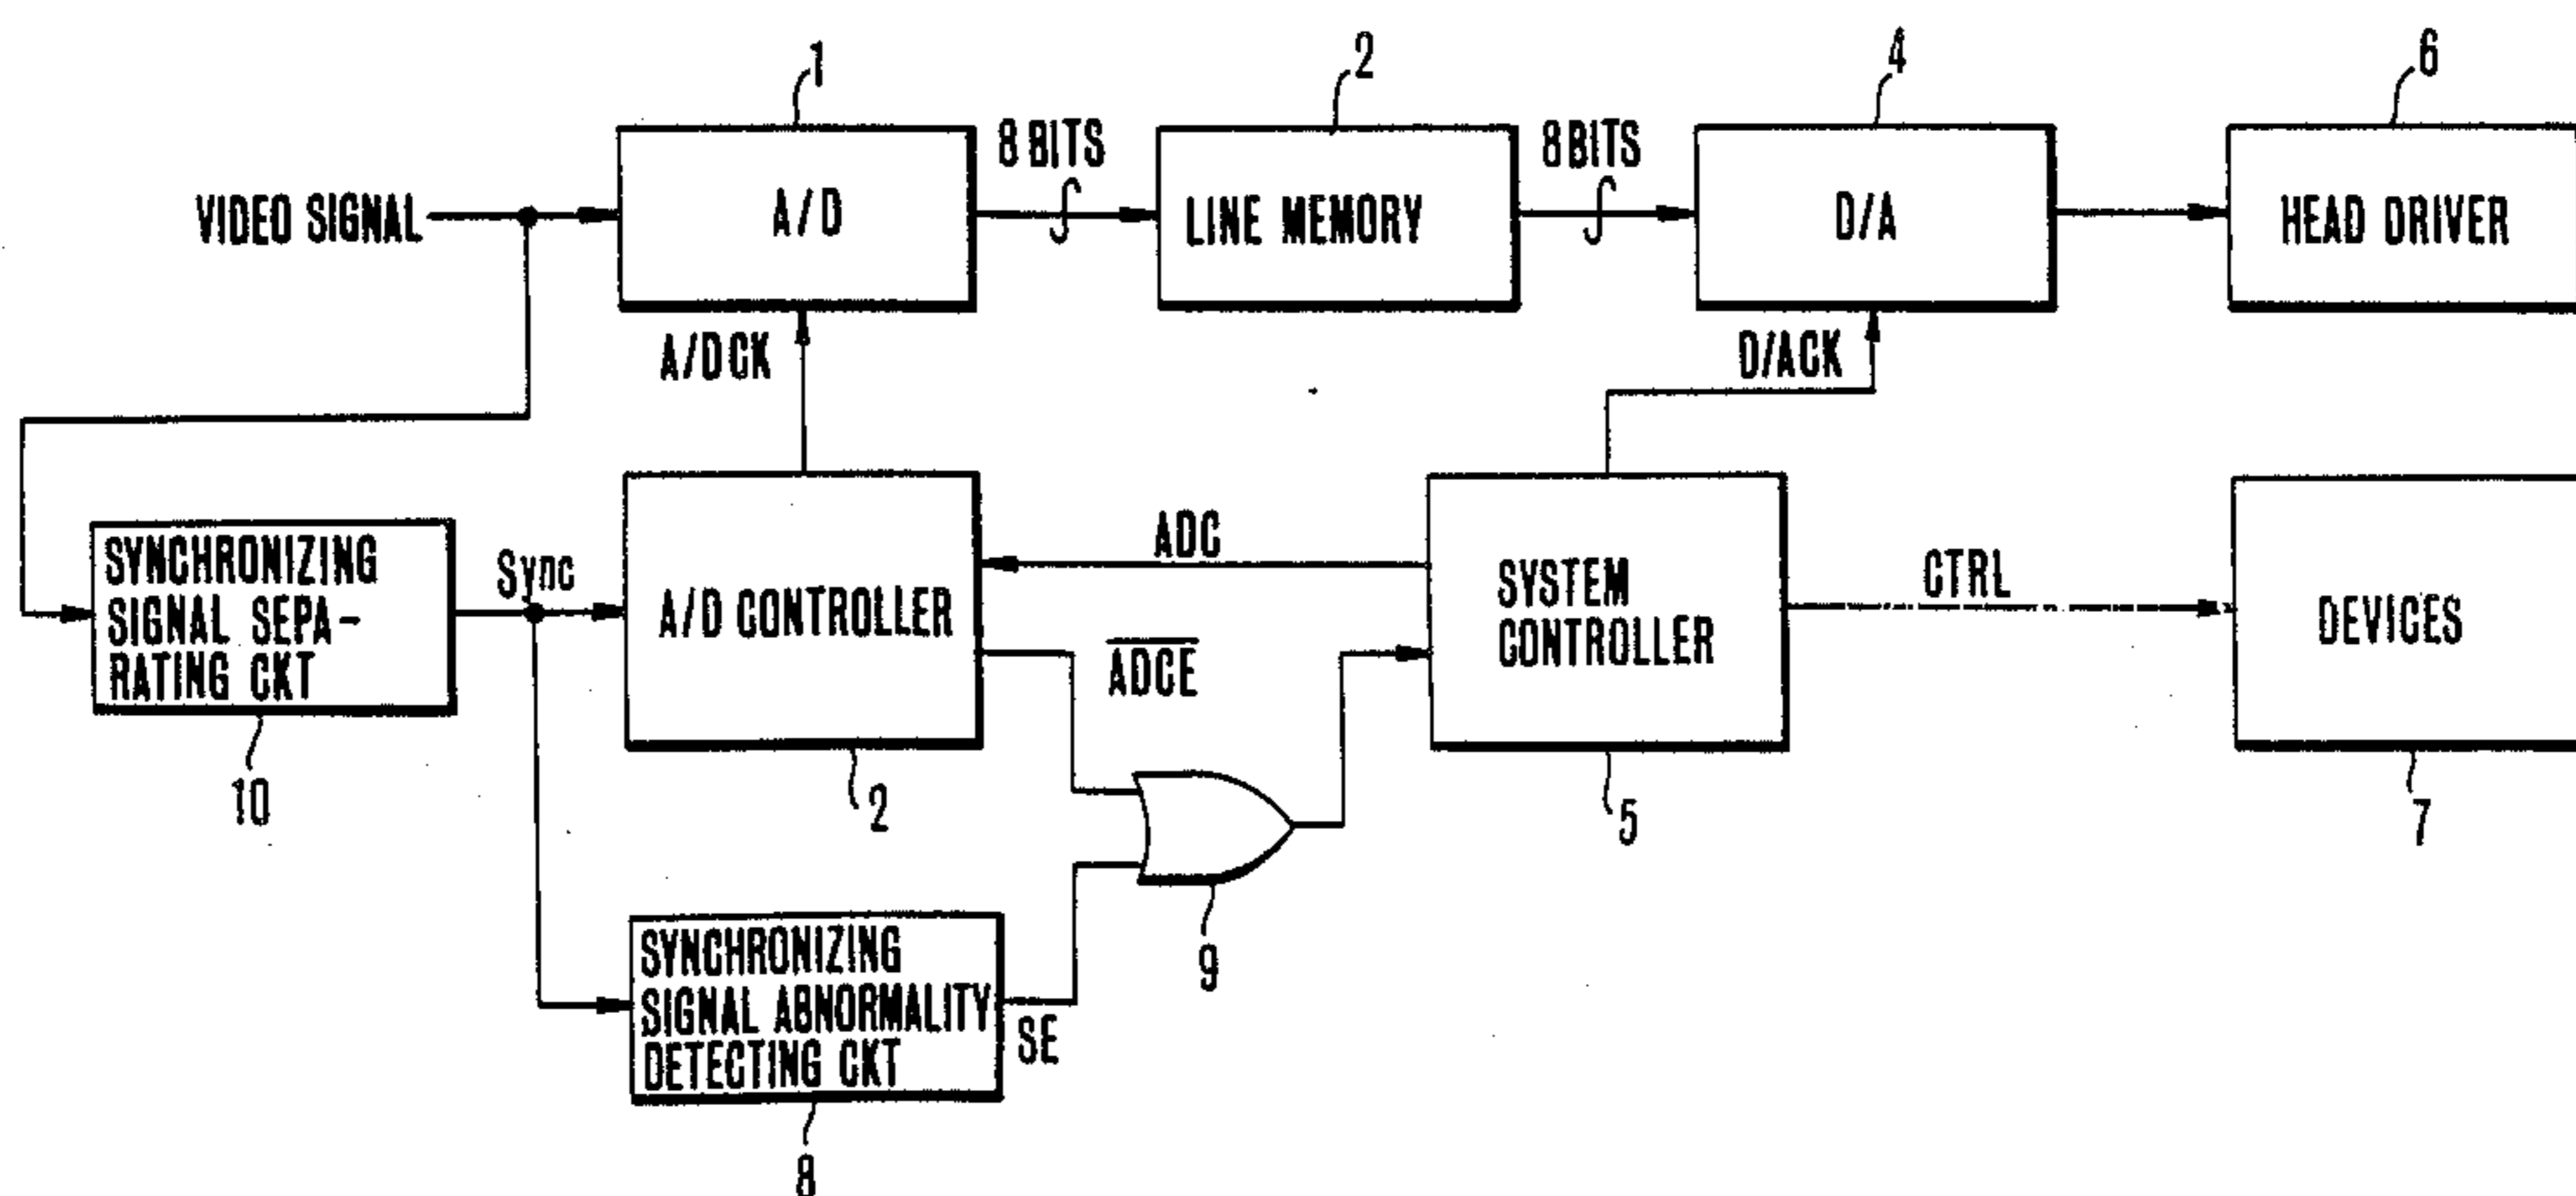 1
2
4
6
8 BITS
8 BITS
VIDEO SIGNAL
A/D
LINE MEMORY
D/A
HEAD DRIVER
A/DCK
D/ACK
SYNCHRONIZING
SIGNAL SEPA-
RATING CKT
Sync
A/D CONTROLLER
ADC
ADCE
SYSTEM
CONTROLLER
CTRL
DEVICES
10
2
5
7
9
SYNCHRONIZING
SIGNAL ABNORMALITY
DETECTING CKT
SE
8